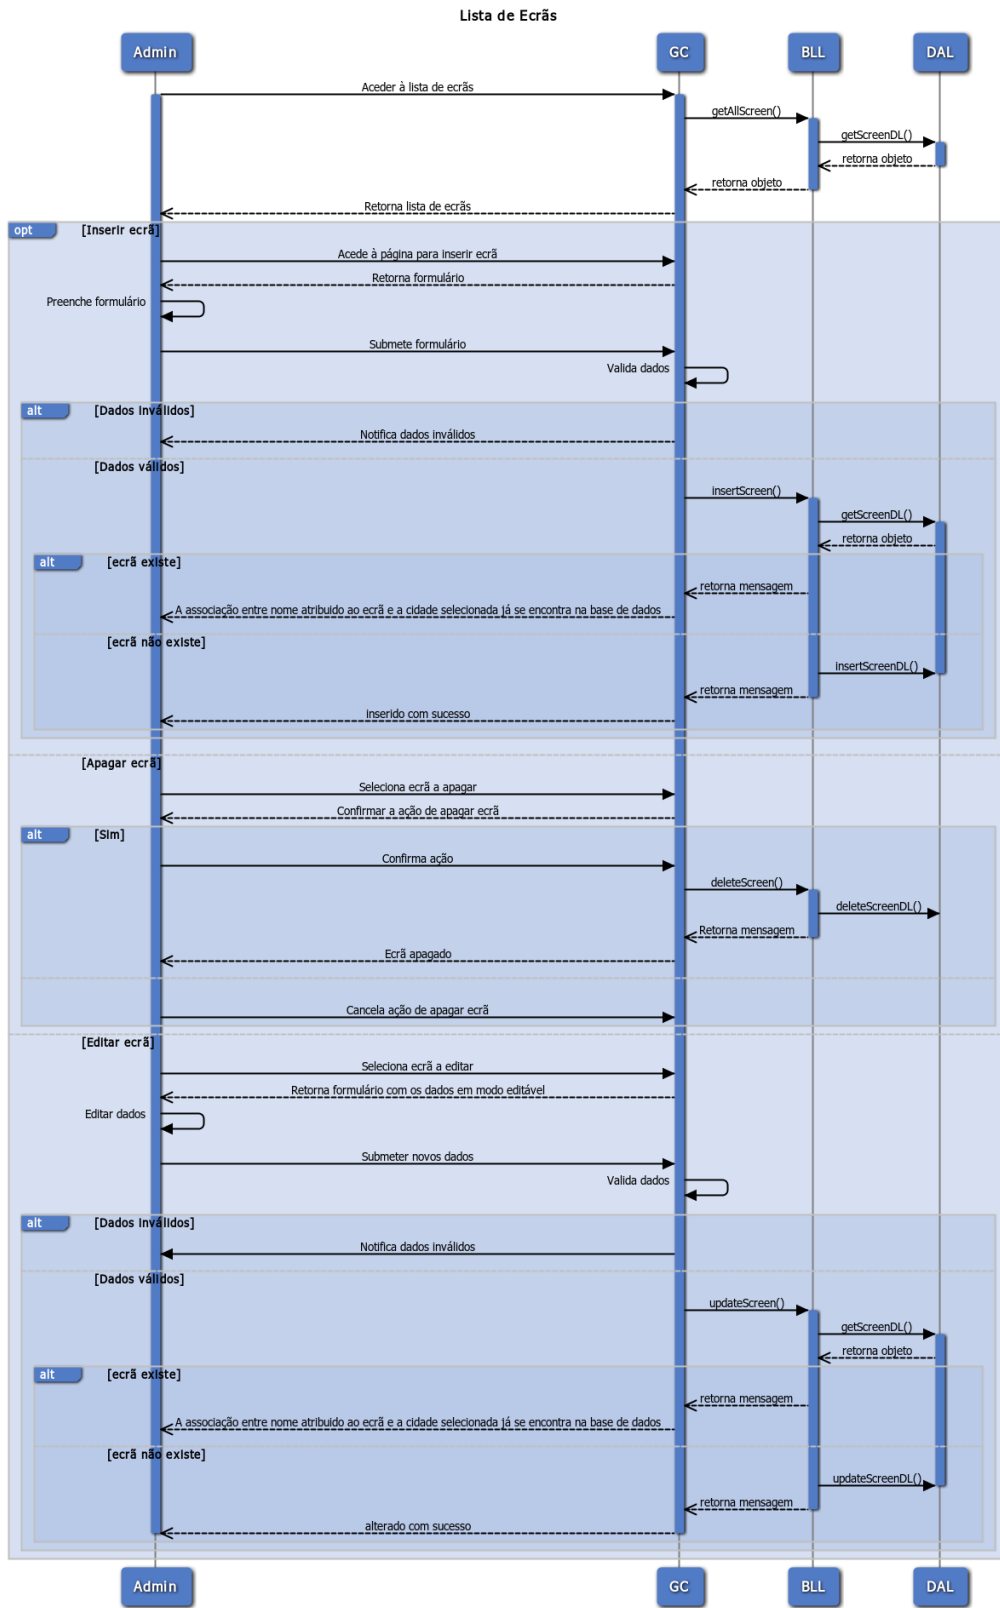 Lista de Ecrãs
Admin GC BLL DAL
Aceder à lista de ecrãs
getAllScreen()
getScreenDL()
retorna objeto
retorna objeto
Retorna lista de ecrãs
opt [Inserir ecrã]
Acede à página para inserir ecrã
Retorna formulário
Preenche formulário
Submete formulário
Valida dados
alt [Dados inválidos]
Notifica dados inválidos
[Dados válidos]
insertScreen()
getScreenDL()
retorna objeto
alt [ecrã existe]
retorna mensagem
A associação entre nome atribuido ao ecrã e a cidade selecionada já se encontra na base de dados
[ecrã não existe]
insertScreenDL()
retorna mensagem
inserido com sucesso
[Apagar ecrã]
Seleciona ecrã a apagar
Confirmar a ação de apagar ecrã
alt [Sim]
Confirma ação
deleteScreen()
deleteScreenDL()
Retorna mensagem
Ecrã apagado
Cancela ação de apagar ecrã
[Editar ecrã]
Seleciona ecrã a editar
Retorna formulário com os dados em modo editável
Editar dados
Submeter novos dados
Valida dados
alt [Dados inválidos]
Notifica dados inválidos
[Dados válidos]
updateScreen()
getScreenDL()
retorna objeto
alt [ecrã existe]
retorna mensagem
A associação entre nome atribuido ao ecrã e a cidade selecionada já se encontra na base de dados
[ecrã não existe]
updateScreenDL()
retorna mensagem
alterado com sucesso
Admin GC BLL DAL